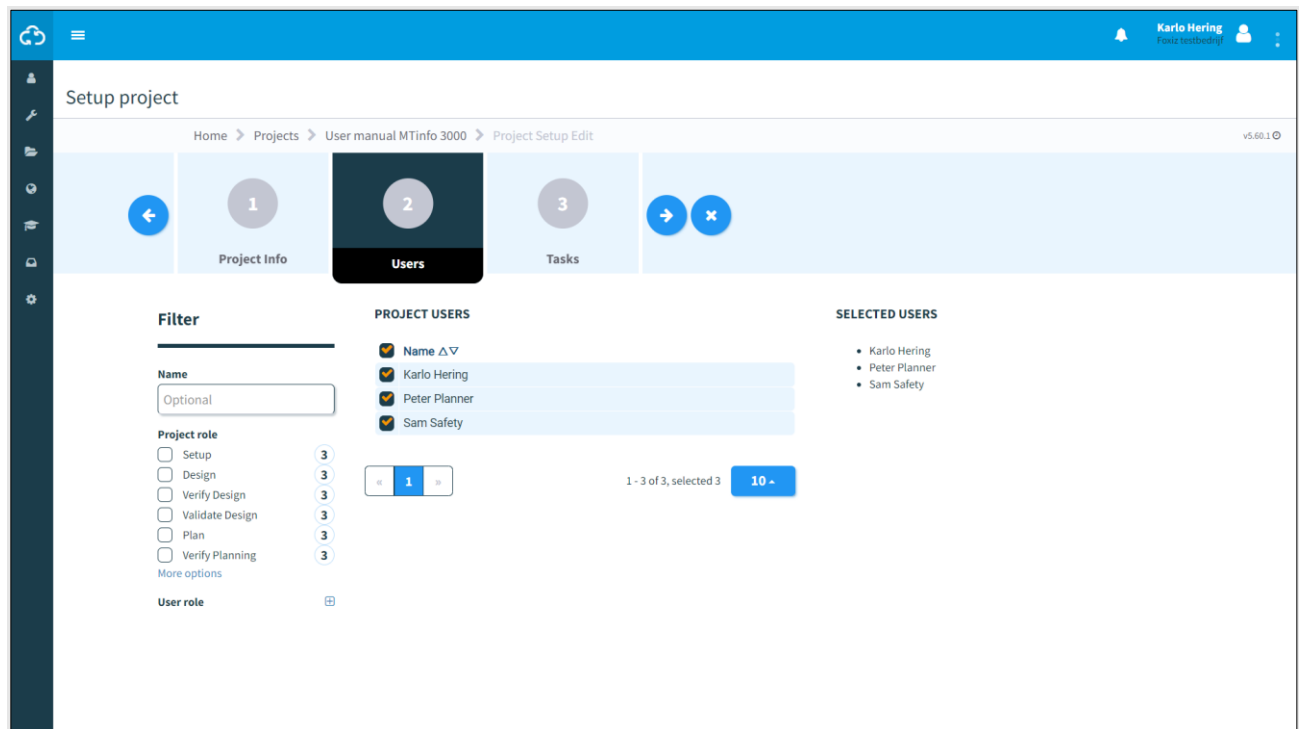 Karlo Hering
Foxiz testbedrijf
Setup project
Home Projects User manual MTinfo 3000 Project Setup Edit
v5.60.1
1
Project Info
2
Users
3
Tasks
Filter
Name
Optional
Project role
Setup 3
Design 3
Verify Design 3
Validate Design 3
Plan 3
Verify Planning 3
More options
User role
PROJECT USERS
Name
Karlo Hering
Peter Planner
Sam Safety
« 1 »
1 - 3 of 3, selected 3
10
SELECTED USERS
• Karlo Hering
• Peter Planner
• Sam Safety